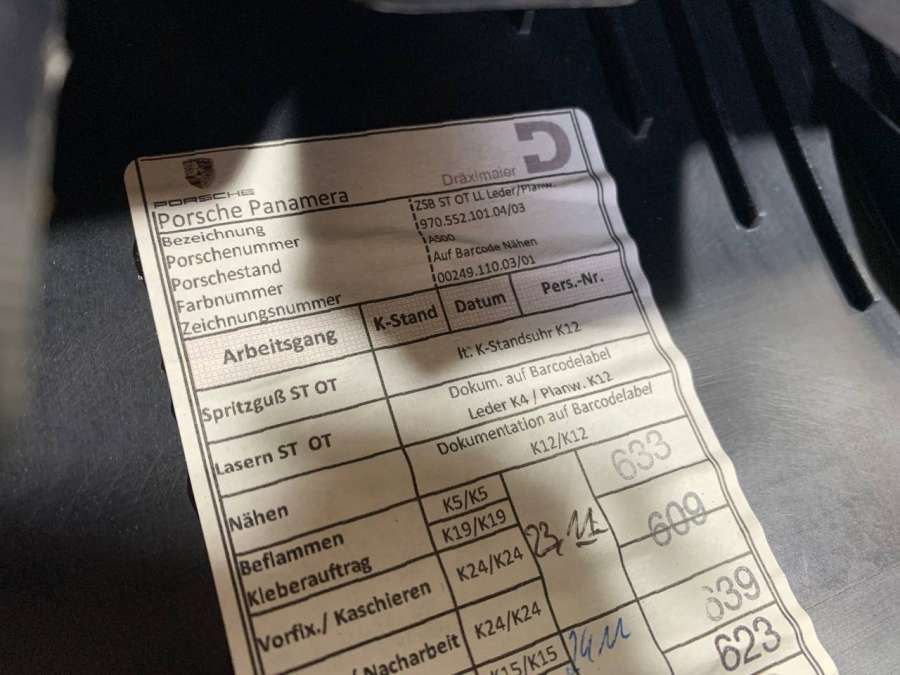 PORSCHE
Dräxlmaier
Porsche Panamera
Bezeichnung ZSB ST OT LL Leder/Planw.
Porschenummer 970.552.101.04/03
Porschestand A500
Farbnummer Auf Barcode Nähen
Zeichnungsnummer 00249.110.03/01
Arbeitsgang K-Stand Datum Pers.-Nr.
Spritzguß ST OT lt. K-Standsuhr K12
Lasern ST OT Dokum. auf Barcodelabel
Leder K4 / Planw. K12
Nähen Dokumentation auf Barcodelabel
K12/K12
Beflammen K5/K5 633
Kleberauftrag K19/K19 23.11 609
Vorfix./ Kaschieren K24/K24 639
/ Nacharbeit K24/K24 24.11 623
K15/K15